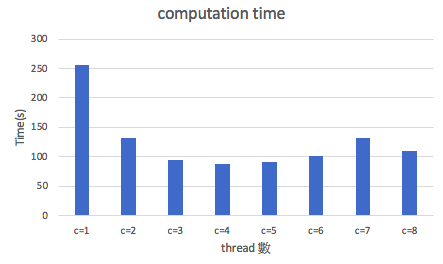 computation time
300
250
200
150
100
50
0
Time(s)
c=1 c=2 c=3 c=4 c=5 c=6 c=7 c=8
thread 數